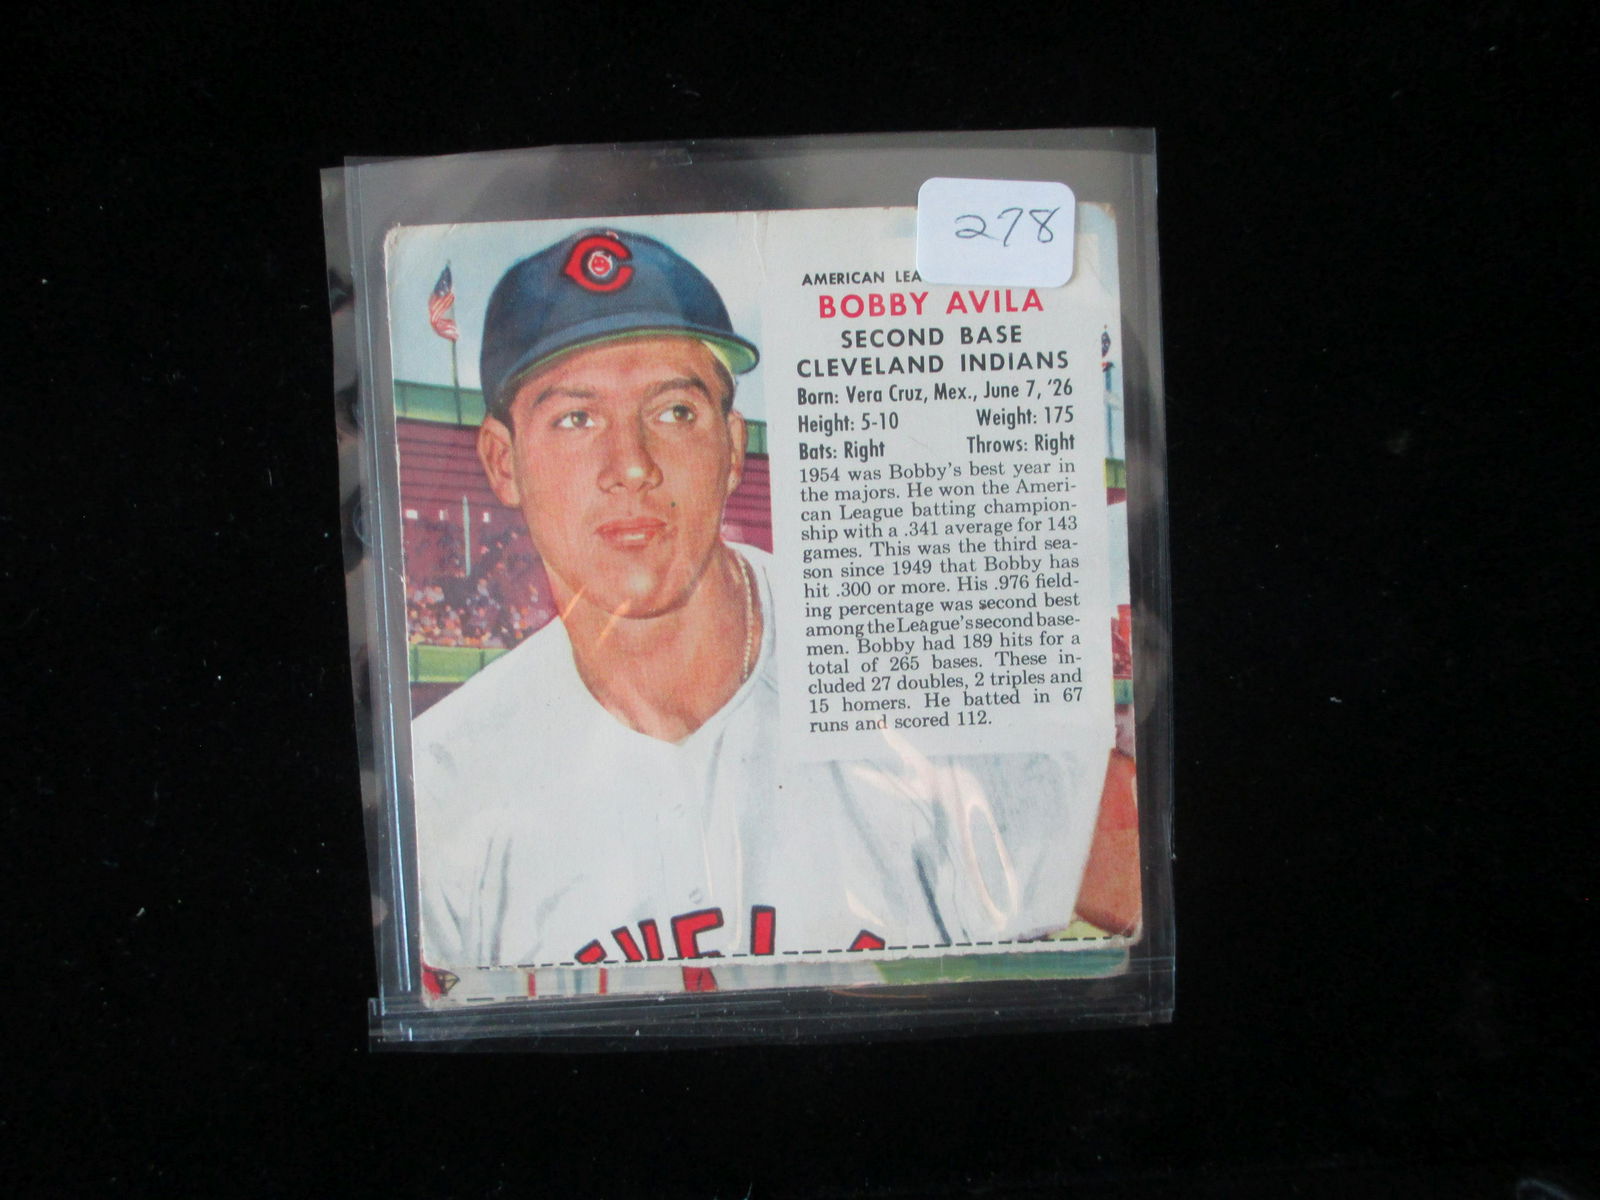 278
AMERICAN LEA
BOBBY AVILA
SECOND BASE
CLEVELAND INDIANS
Born: Vera Cruz, Mex., June 7, '26
Height: 5-10 Weight: 175
Bats: Right Throws: Right
1954 was Bobby's best year in
the majors. He won the Ameri-
can League batting champion-
ship with a .341 average for 143
games. This was the third sea-
son since 1949 that Bobby has
hit .300 or more. His .976 field-
ing percentage was second best
among the League's second base-
men. Bobby had 189 hits for a
total of 265 bases. These in-
cluded 27 doubles, 2 triples and
15 homers. He batted in 67
runs and scored 112.